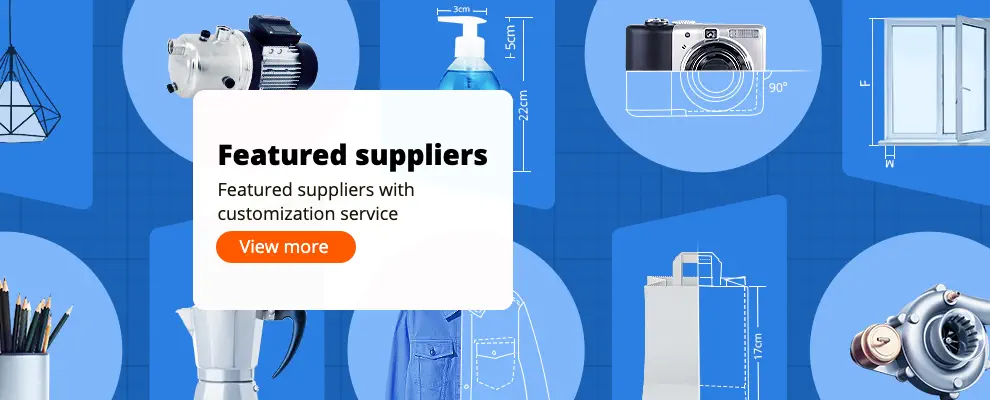 3cm
5cm
22cm
90°
F
M
Featured suppliers
Featured suppliers with
customization service
View more
17cm